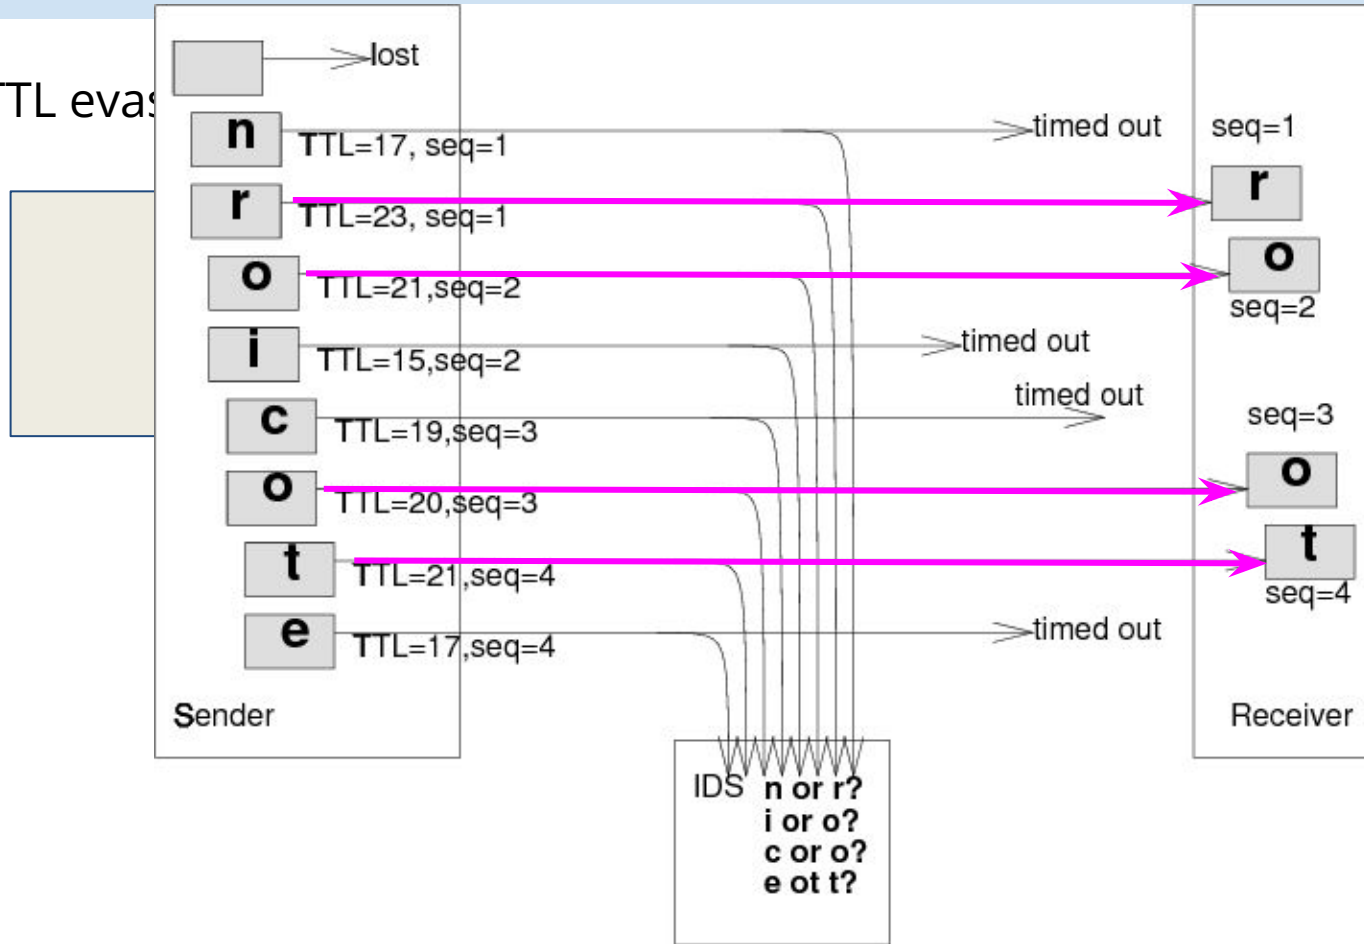 lost
TTL evas
n
TTL=17, seq=1
timed out
seq=1
r
TTL=23, seq=1
r
o
TTL=21,seq=2
o
seq=2
i
TTL=15,seq=2
timed out
c
TTL=19,seq=3
timed out
seq=3
o
TTL=20,seq=3
o
t
TTL=21,seq=4
t
seq=4
e
TTL=17,seq=4
timed out
Sender
Receiver
IDS
n or r?
i or o?
c or o?
e ot t?